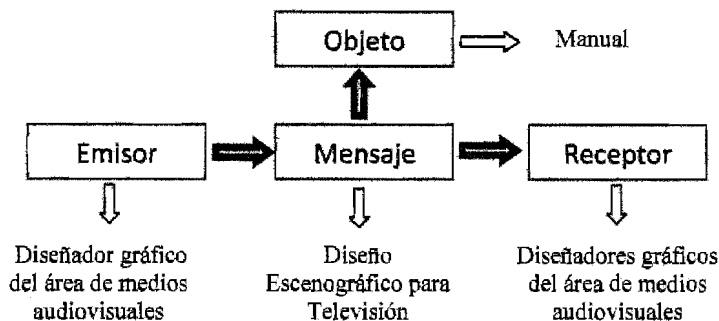 Objeto
Manual
Emisor
Mensaje
Receptor
Diseñador gráfico
del área de medios
audiovisuales
Diseño
Escenográfico para
Televisión
Diseñadores gráficos
del área de medios
audiovisuales